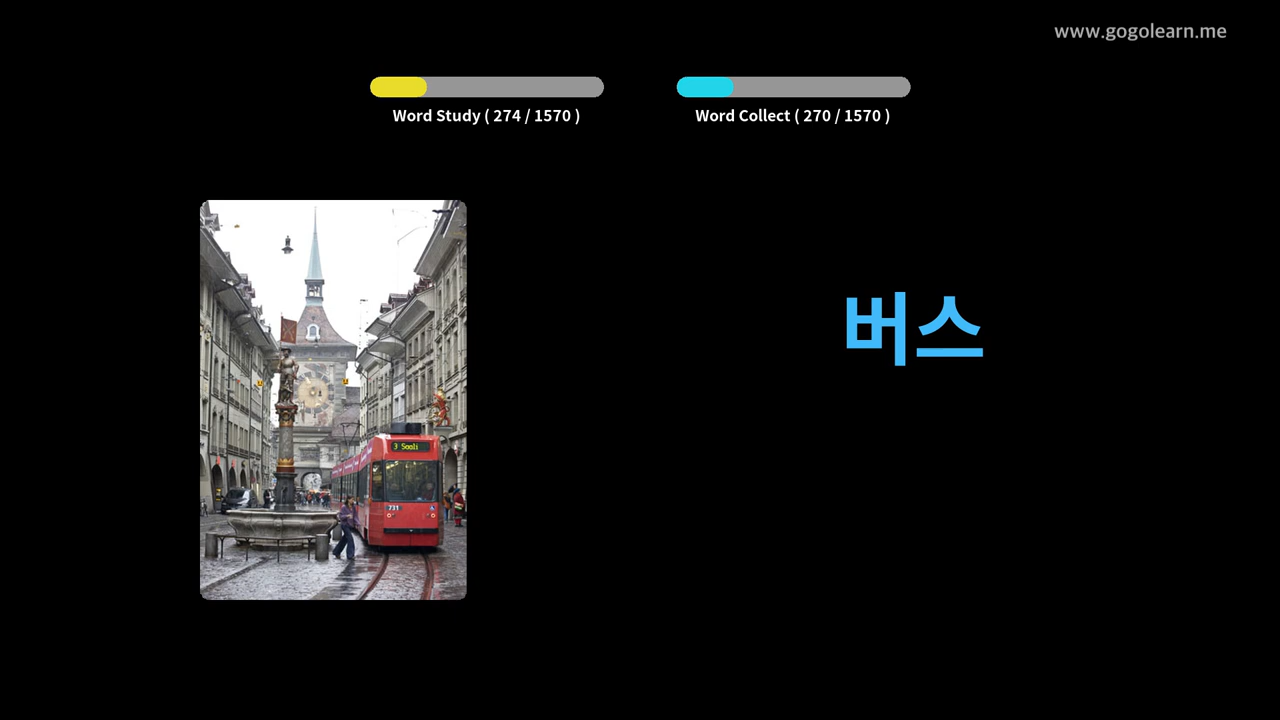 www.gogolearn.me
Word Study ( 274 / 1570 )
Word Collect ( 270 / 1570 )
버스
3 Saali
731